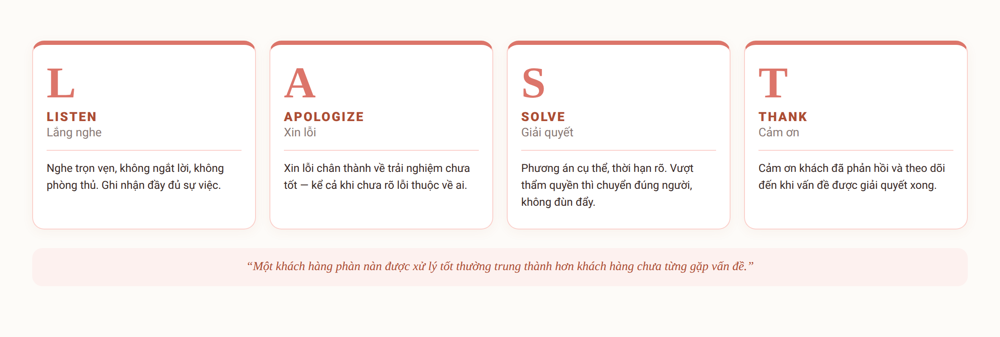 L
LISTEN
Lắng nghe
Nghe trọn vẹn, không ngắt lời, không
phòng thủ. Ghi nhận đầy đủ sự việc.
A
APOLOGIZE
Xin lỗi
Xin lỗi chân thành về trải nghiệm chưa
tốt — kể cả khi chưa rõ lỗi thuộc về ai.
S
SOLVE
Giải quyết
Phương án cụ thể, thời hạn rõ. Vượt
thẩm quyền thì chuyển đúng người,
không đùn đẩy.
T
THANK
Cảm ơn
Cảm ơn khách đã phản hồi và theo dõi
đến khi vấn đề được giải quyết xong.
“Một khách hàng phàn nàn được xử lý tốt thường trung thành hơn khách hàng chưa từng gặp vấn đề.”